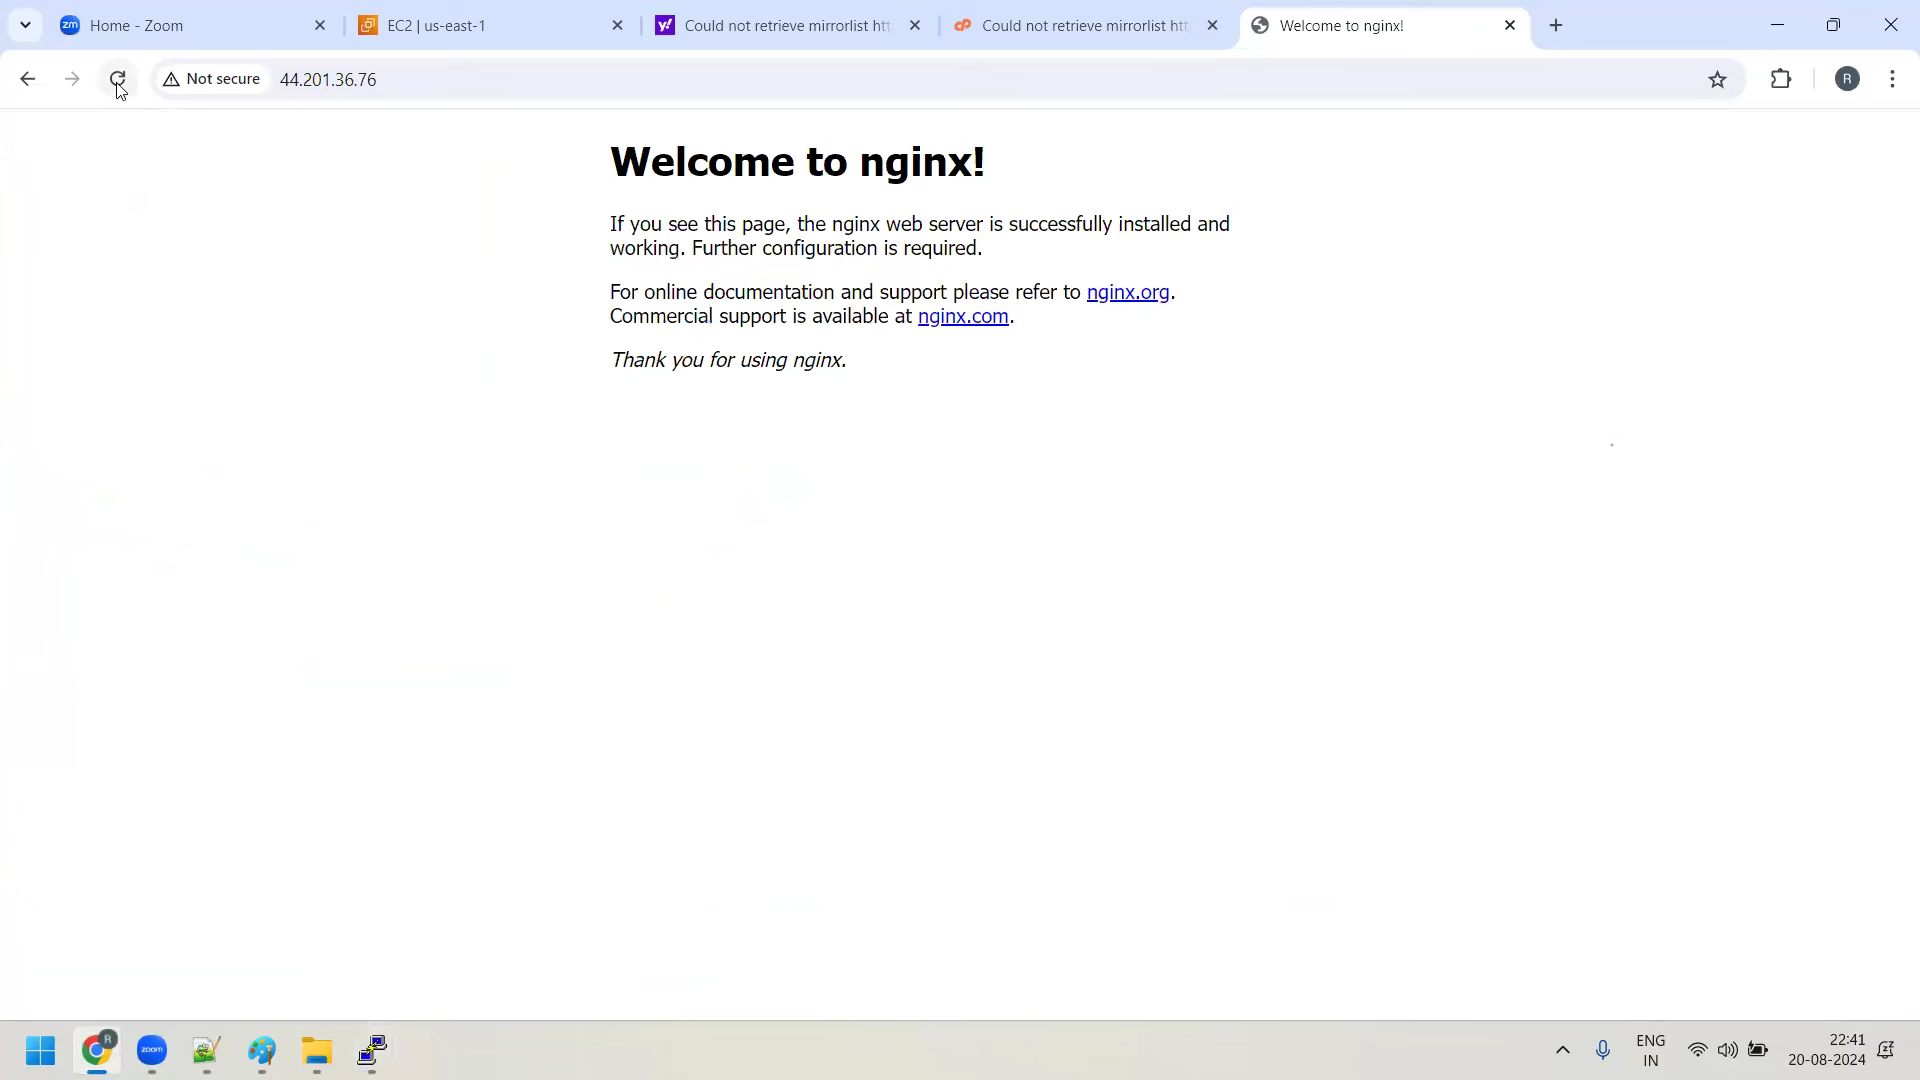 zm Home - Zoom
EC2 | us-east-1
y! Could not retrieve mirrorlist htt
cP Could not retrieve mirrorlist htt
Welcome to nginx!
Not secure 44.201.36.76 R
Welcome to nginx!
If you see this page, the nginx web server is successfully installed and
working. Further configuration is required.
For online documentation and support please refer to nginx.org.
Commercial support is available at nginx.com.
Thank you for using nginx.
R
zoom
ENG
IN
22:41
20-08-2024